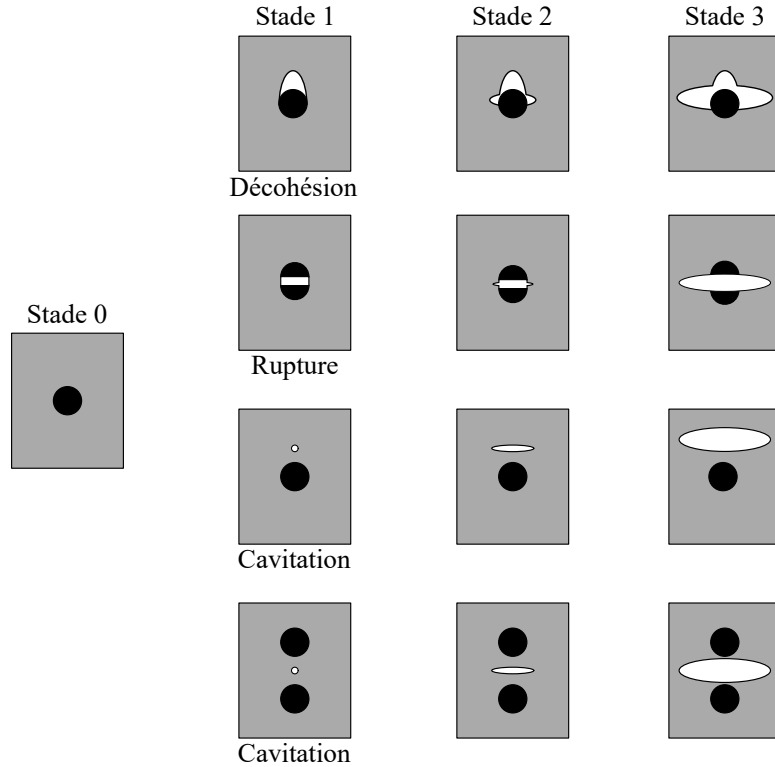 Stade 1
Stade 2
Stade 3
Décohésion
Stade 0
Rupture
Cavitation
Cavitation